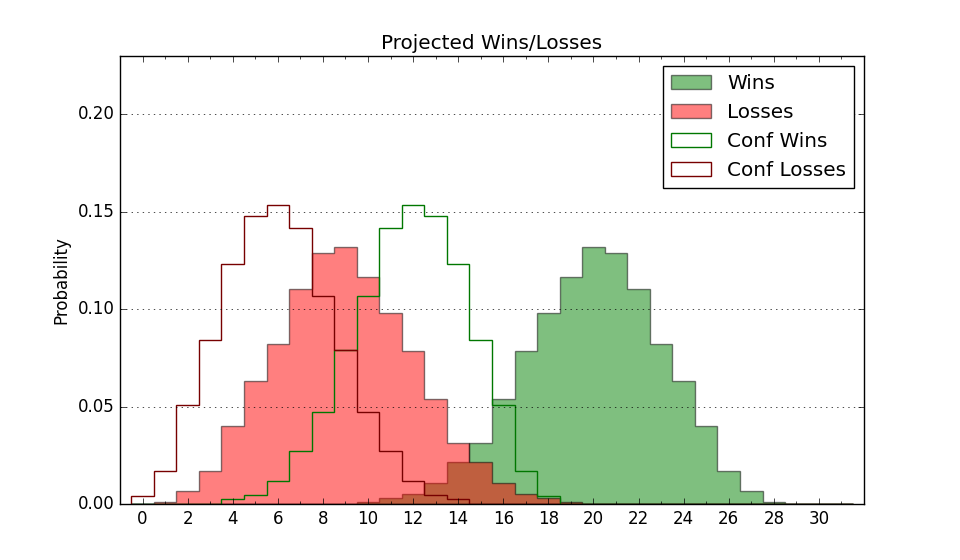 Projected Wins/Losses
Wins
Losses
Conf Wins
Conf Losses
Probability
0.20
0.15
0.10
0.05
0.00
0 2 4 6 8 10 12 14 16 18 20 22 24 26 28 30